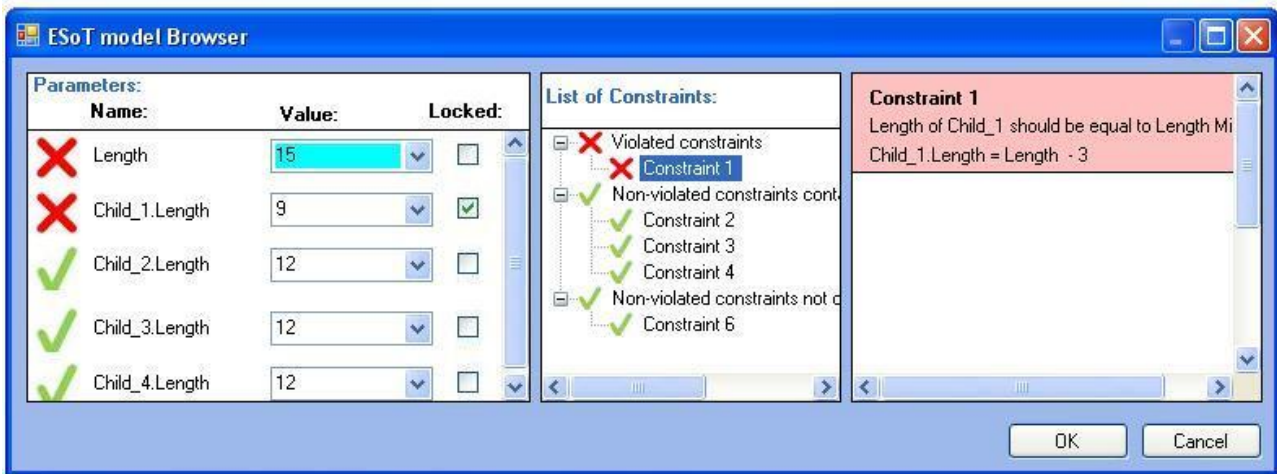 ESoT model Browser
Parameters:
Name: Value: Locked:
Length 15
Child_1.Length 9
Child_2.Length 12
Child_3.Length 12
Child_4.Length 12
List of Constraints:
Violated constraints
Constraint 1
Non-violated constraints
Constraint 2
Constraint 3
Constraint 4
Non-violated constraints not
Constraint 6
Constraint 1
Length of Child_1 should be equal to Length
Child_1.Length = Length - 3
OK Cancel